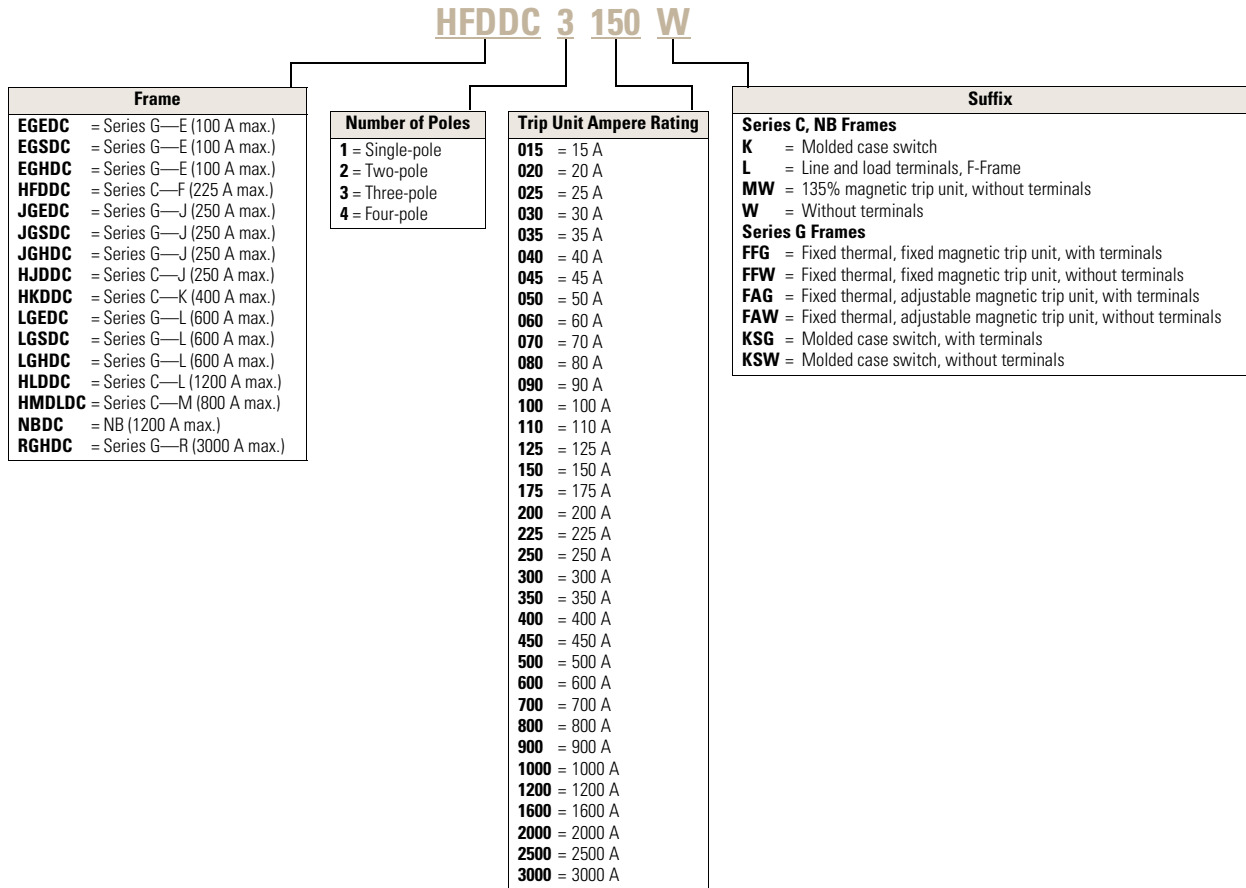 HFDDC 3 150 W
Frame
EGEDC = Series G—E (100 A max.)
EGSDC = Series G—E (100 A max.)
EGHDC = Series G—E (100 A max.)
HFDDC = Series C—F (225 A max.)
JGEDC = Series G—J (250 A max.)
JGSDC = Series G—J (250 A max.)
JGHDC = Series G—J (250 A max.)
HJDDC = Series C—J (250 A max.)
HKDDC = Series C—K (400 A max.)
LGEDC = Series G—L (600 A max.)
LGSDC = Series G—L (600 A max.)
LGHDC = Series G—L (600 A max.)
HLDDC = Series C—L (1200 A max.)
HMDLDC = Series C—M (800 A max.)
NBDC = NB (1200 A max.)
RGHDC = Series G—R (3000 A max.)
Number of Poles
1 = Single-pole
2 = Two-pole
3 = Three-pole
4 = Four-pole
Trip Unit Ampere Rating
015 = 15 A
020 = 20 A
025 = 25 A
030 = 30 A
035 = 35 A
040 = 40 A
045 = 45 A
050 = 50 A
060 = 60 A
070 = 70 A
080 = 80 A
090 = 90 A
100 = 100 A
110 = 110 A
125 = 125 A
150 = 150 A
175 = 175 A
200 = 200 A
225 = 225 A
250 = 250 A
300 = 300 A
350 = 350 A
400 = 400 A
450 = 450 A
500 = 500 A
600 = 600 A
700 = 700 A
800 = 800 A
900 = 900 A
1000 = 1000 A
1200 = 1200 A
1600 = 1600 A
2000 = 2000 A
2500 = 2500 A
3000 = 3000 A
Suffix
Series C, NB Frames
K = Molded case switch
L = Line and load terminals, F-Frame
MW = 135% magnetic trip unit, without terminals
W = Without terminals
Series G Frames
FFG = Fixed thermal, fixed magnetic trip unit, with terminals
FFW = Fixed thermal, fixed magnetic trip unit, without terminals
FAG = Fixed thermal, adjustable magnetic trip unit, with terminals
FAW = Fixed thermal, adjustable magnetic trip unit, without terminals
KSG = Molded case switch, with terminals
KSW = Molded case switch, without terminals